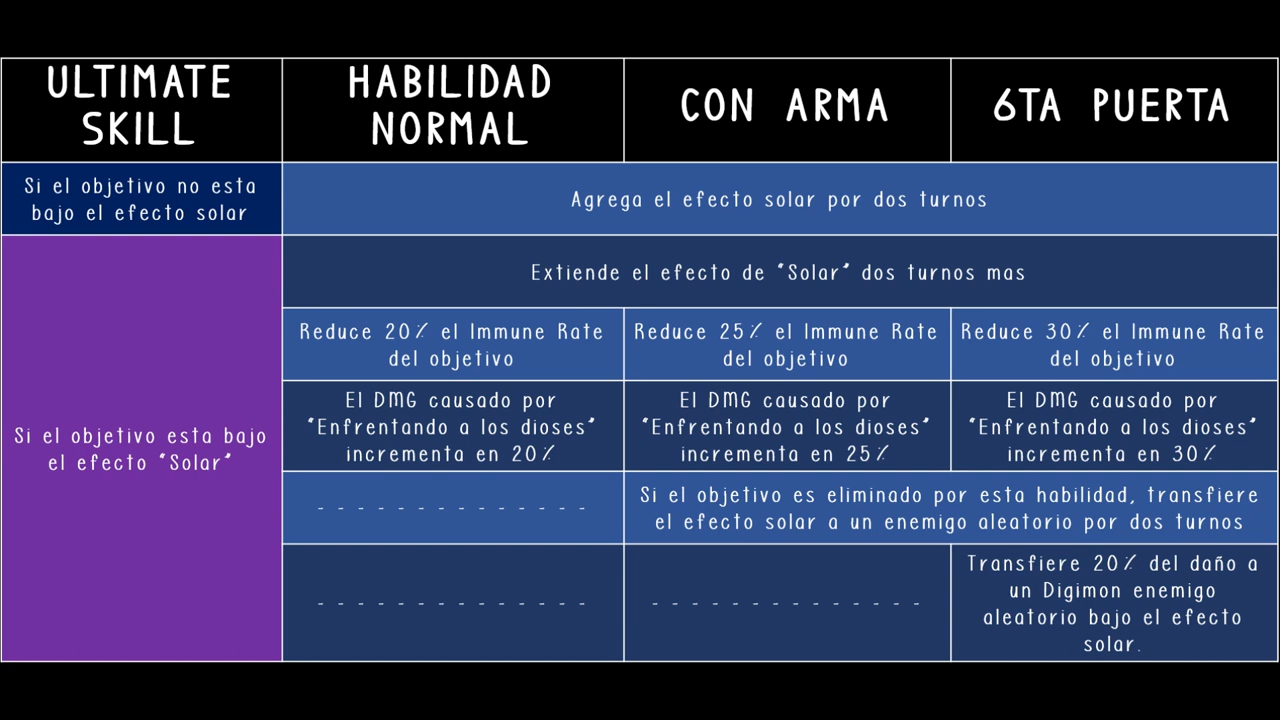 ULTIMATE
SKILL
HABILIDAD
NORMAL
CON ARMA
6TA PUERTA
Si el objetivo no esta
bajo el efecto solar
Agrega el efecto solar por dos turnos
Si el objetivo esta bajo
el efecto "Solar"
Extiende el efecto de "Solar" dos turnos mas
Reduce 20% el Immune Rate
del objetivo
Reduce 25% el Immune Rate
del objetivo
Reduce 30% el Immune Rate
del objetivo
El DMG causado por
"Enfrentando a los dioses"
incrementa en 20%
El DMG causado por
"Enfrentando a los dioses"
incrementa en 25%
El DMG causado por
"Enfrentando a los dioses"
incrementa en 30%
- - - - - - - - - - - - - -
Si el objetivo es eliminado por esta habilidad, transfiere
el efecto solar a un enemigo aleatorio por dos turnos
- - - - - - - - - - - - - -
- - - - - - - - - - - - - -
Transfiere 20% del daño a
un Digimon enemigo
aleatorio bajo el efecto
solar.